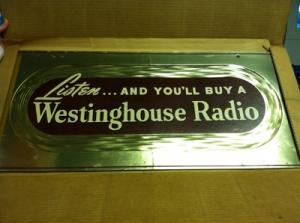 Listen... AND YOU'LL BUY A
Westinghouse Radio